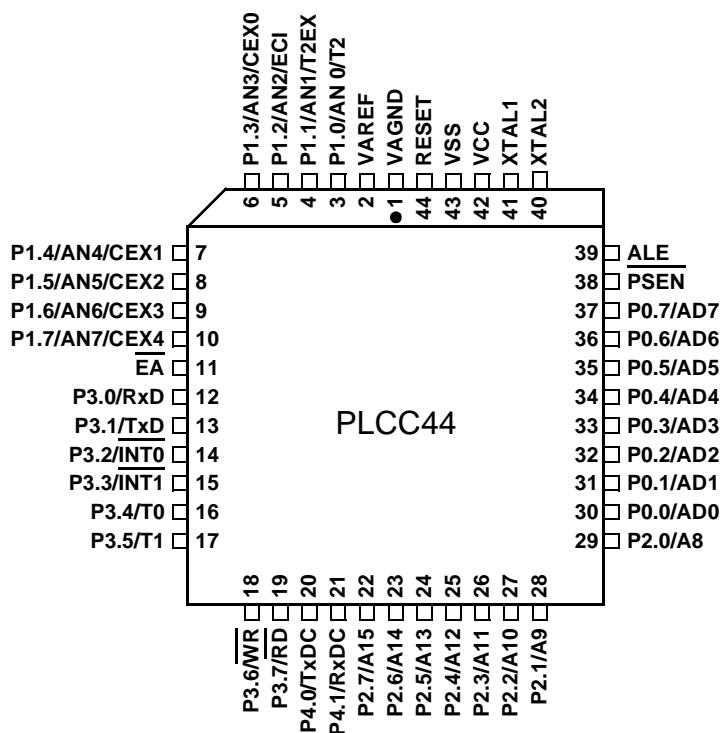 P1.3/AN3/CEX0
P1.2/AN2/ECI
P1.1/AN1/T2EX
P1.0/AN 0/T2
VAREF
VAGND
RESET
VSS
VCC
XTAL1
XTAL2
6
5
4
3
2
1
44
43
42
41
40
P1.4/AN4/CEX1 7
P1.5/AN5/CEX2 8
P1.6/AN6/CEX3 9
P1.7/AN7/CEX4 10
EA 11
P3.0/RxD 12
P3.1/TxD 13
P3.2/INT0 14
P3.3/INT1 15
P3.4/T0 16
P3.5/T1 17
PLCC44
39 ALE
38 PSEN
37 P0.7/AD7
36 P0.6/AD6
35 P0.5/AD5
34 P0.4/AD4
33 P0.3/AD3
32 P0.2/AD2
31 P0.1/AD1
30 P0.0/AD0
29 P2.0/A8
18
19
20
21
22
23
24
25
26
27
28
P3.6/WR
P3.7/RD
P4.0/TxDC
P4.1/RxDC
P2.7/A15
P2.6/A14
P2.5/A13
P2.4/A12
P2.3/A11
P2.2/A10
P2.1/A9